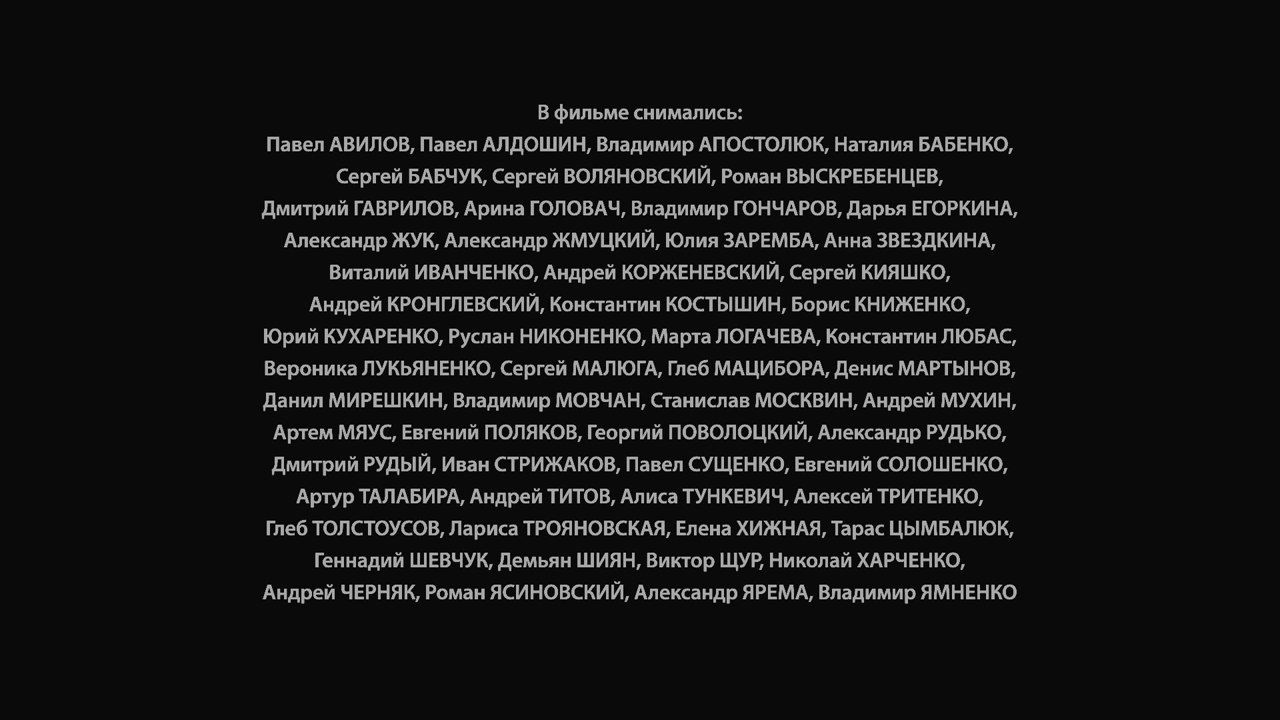 В фильме снимались:
Павел АВИЛОВ, Павел АЛДОШИН, Владимир АПОСТОЛЮК, Наталия БАБЕНКО,
Сергей БАБЧУК, Сергей ВОЛЯНОВСКИЙ, Роман ВЫСКРЕБЕНЦЕВ,
Дмитрий ГАВРИЛОВ, Арина ГОЛОВАЧ, Владимир ГОНЧАРОВ, Дарья ЕГОРКИНА,
Александр ЖУК, Александр ЖМУЦКИЙ, Юлия ЗАРЕМБА, Анна ЗВЕЗДКИНА,
Виталий ИВАНЧЕНКО, Андрей КОРЖЕНЕВСКИЙ, Сергей КИЯШКО,
Андрей КРОНГЛЕВСКИЙ, Константин КОСТЫШИН, Борис КНИЖЕНКО,
Юрий КУХАРЕНКО, Руслан НИКОНЕНКО, Марта ЛОГАЧЕВА, Константин ЛЮБАС,
Вероника ЛУКЬЯНЕНКО, Сергей МАЛЮГА, Глеб МАЦИБОРА, Денис МАРТЫНОВ,
Данил МИРЕШКИН, Владимир МОВЧАН, Станислав МОСКВИН, Андрей МУХИН,
Артем МЯУС, Евгений ПОЛЯКОВ, Георгий ПОВОЛОЦКИЙ, Александр РУДЬКО,
Дмитрий РУДЫЙ, Иван СТРИЖАКОВ, Павел СУЩЕНКО, Евгений СОЛОШЕНКО,
Артур ТАЛАБИРА, Андрей ТИТОВ, Алиса ТУНКЕВИЧ, Алексей ТРИТЕНКО,
Глеб ТОЛСТОУСОВ, Лариса ТРОЯНОВСКАЯ, Елена ХИЖНАЯ, Тарас ЦЫМБАЛЮК,
Геннадий ШЕВЧУК, Демьян ШИЯН, Виктор ЩУР, Николай ХАРЧЕНКО,
Андрей ЧЕРНЯК, Роман ЯСИНОВСКИЙ, Александр ЯРЕМА, Владимир ЯМНЕНКО